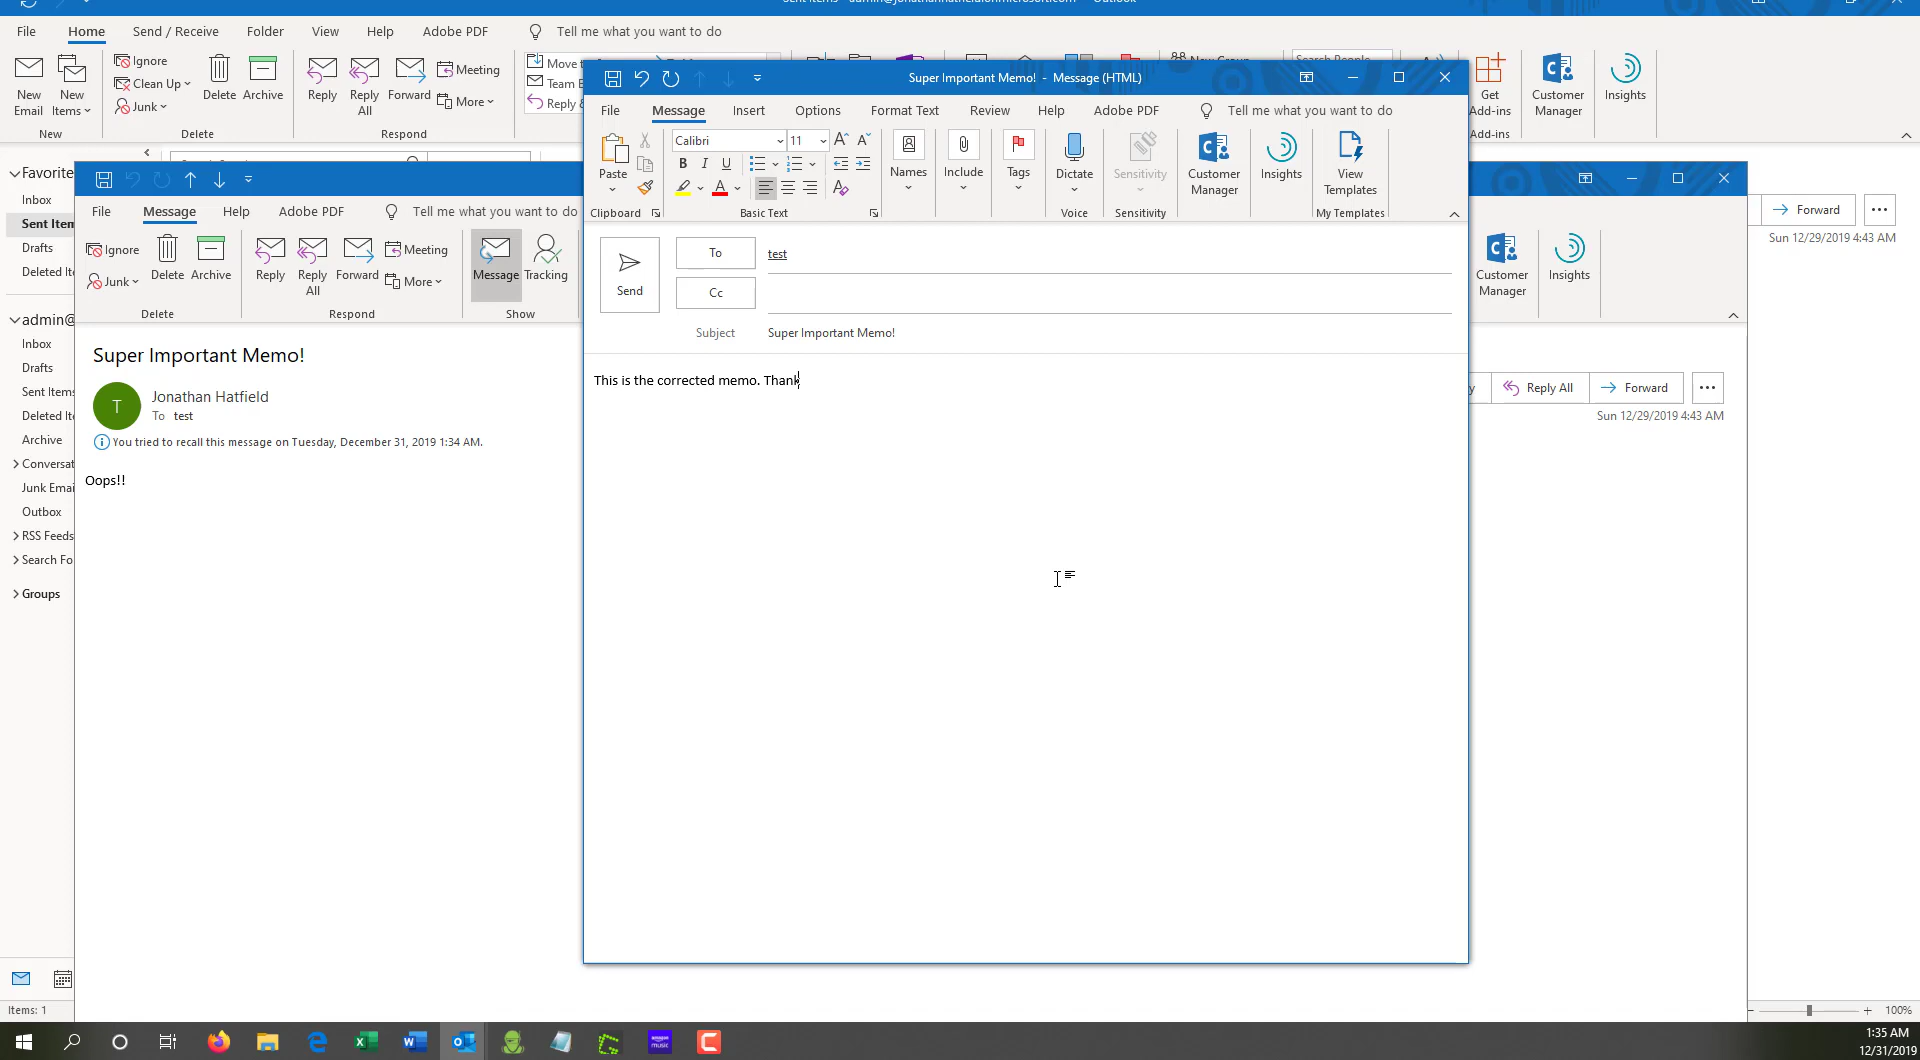 File Home Send / Receive Folder View Help Adobe PDF Tell me what you want to do
New Email
New Items
New
Ignore
Clean Up
Junk
Delete
Archive
Delete
Reply
Reply All
Forward
Meeting
More
Respond
Team
Reply &
Get Add-ins
Add-ins
Customer Manager
Insights
Favorite
Inbox
Drafts
admin@
Inbox
Drafts
Sent Items
Archive
Outbox
RSS Feeds
Groups
Items: 1
File Message Help Adobe PDF Tell me what you want to do
Ignore
Junk
Delete
Archive
Delete
Reply
Reply All
Forward
Meeting
More
Respond
Message
Tracking
Show
Customer Manager
Insights
Super Important Memo!
T
Jonathan Hatfield
To test
You tried to recall this message on Tuesday, December 31, 2019 1:34 AM.
Oops!!
Reply All
Forward
Sun 12/29/2019 4:43 AM
Forward
Sun 12/29/2019 4:43 AM
Super Important Memo! - Message (HTML)
File Message Insert Options Format Text Review Help Adobe PDF Tell me what you want to do
Paste
Clipboard
Calibri 11
B I U
Basic Text
Names
Include
Tags
Dictate
Voice
Sensitivity
Sensitivity
Customer Manager
Insights
View Templates
My Templates
Send
To test
Cc
Subject Super Important Memo!
This is the corrected memo. Thank
100%
1:35 AM
12/31/2019